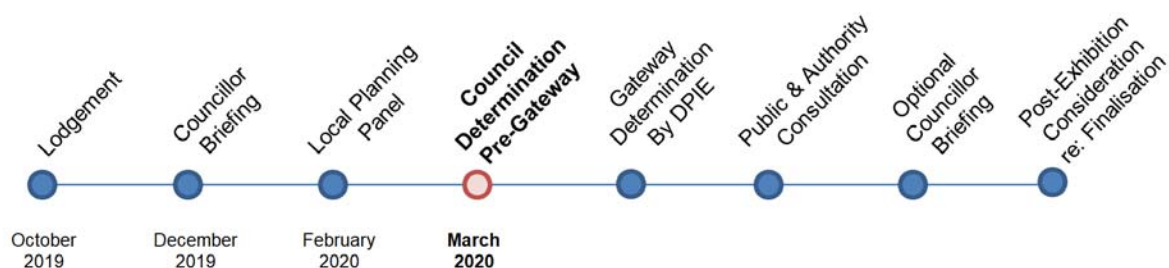 Lodgement
Councillor
Briefing
Local Planning
Panel
Council
Determination
Pre-Gateway
Gateway
Determination
By DPIE
Public & Authority
Consultation
Optional
Councillor
Briefing
Post-Exhibition
Consideration
re: Finalisation
October
2019
December
2019
February
2020
March
2020